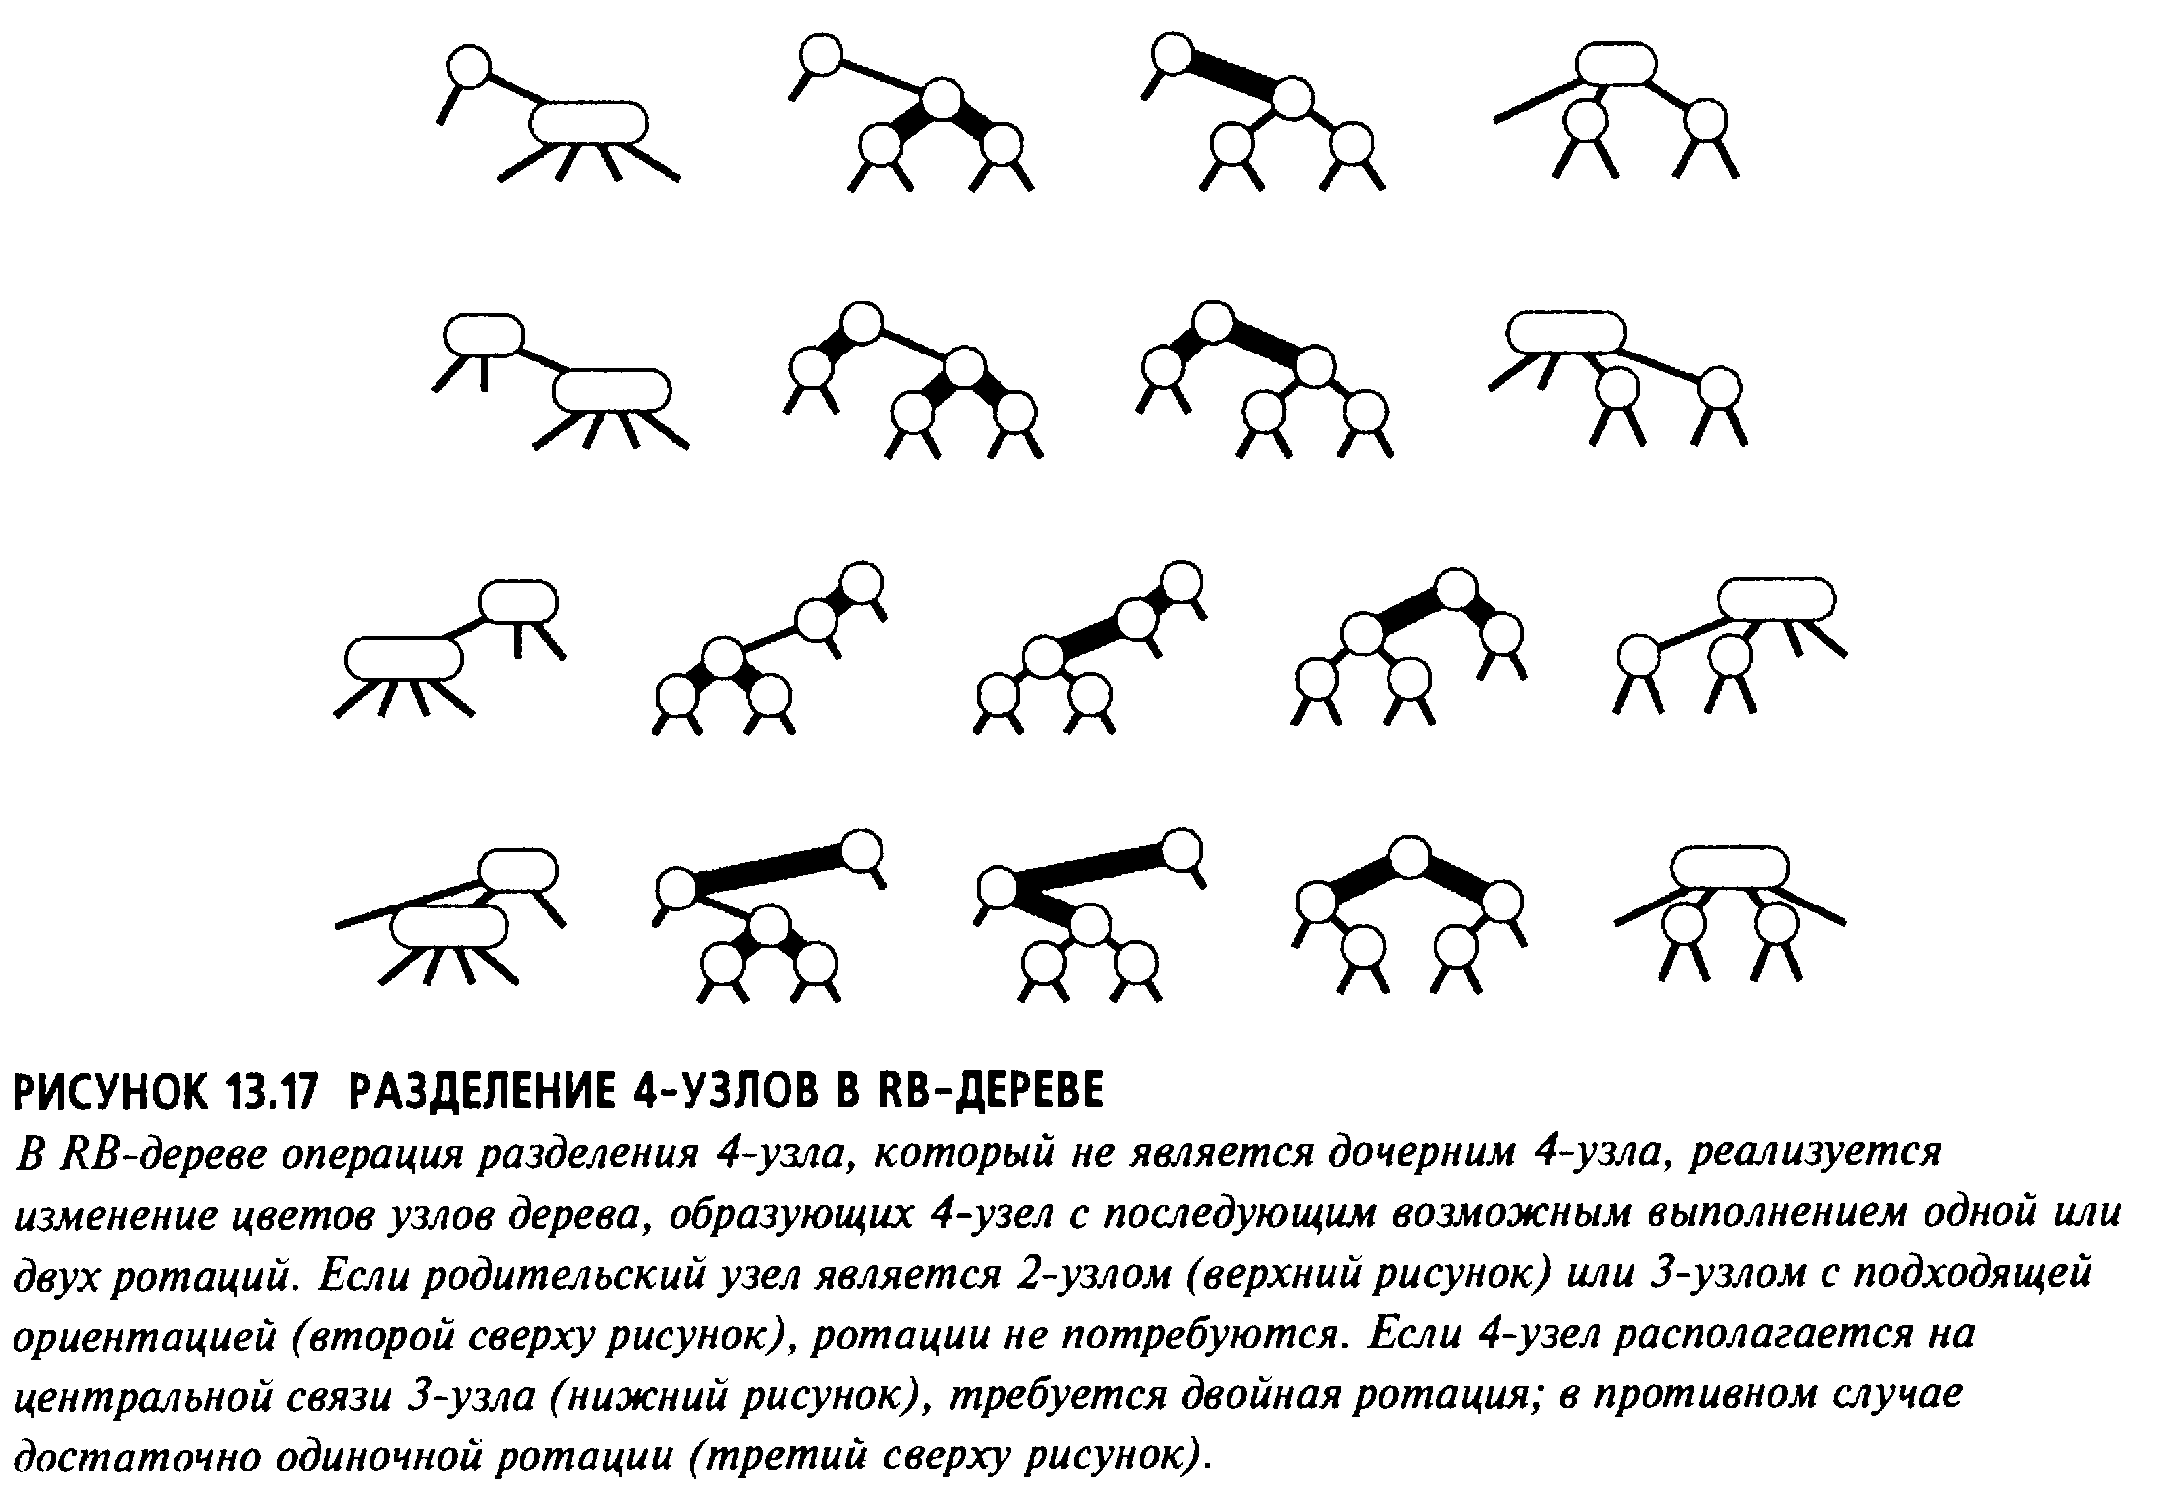 РИСУНОК 13.17 РАЗДЕЛЕНИЕ 4-УЗЛОВ В RB-ДЕРЕВЕ
В RB-дереве операция разделения 4-узла, который не является дочерним 4-узла, реализуется
изменение цветов узлов дерева, образующих 4-узел с последующим возможным выполнением одной или
двух ротаций. Если родительский узел является 2-узлом (верхний рисунок) или 3-узлом с подходящей
ориентацией (второй сверху рисунок), ротации не потребуются. Если 4-узел располагается на
центральной связи 3-узла (нижний рисунок), требуется двойная ротация; в противном случае
достаточно одиночной ротации (третий сверху рисунок).